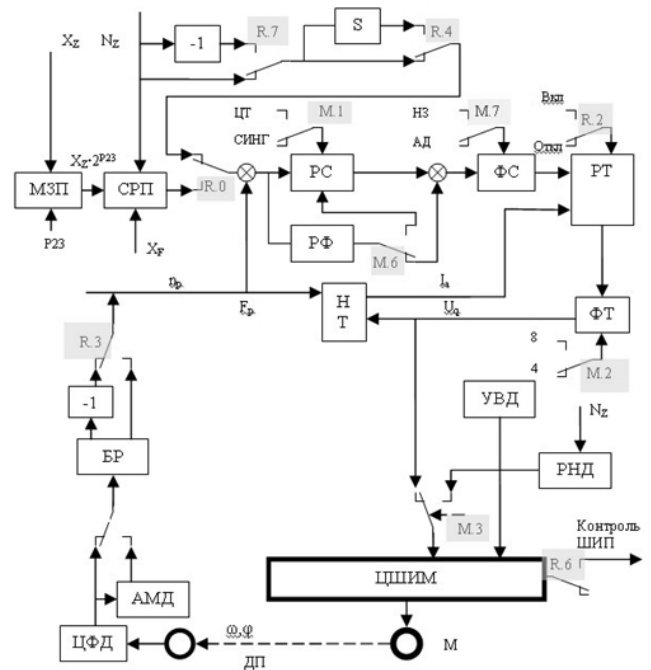 X_Z N_Z -1 R.7 S R.4
ЦТ M.1 НЗ M.7 Вкл R.2
СИНГ АД Откл
X_Z·2^P23
МЗП СРП R.0 РС ФС РТ
P23 X_F РФ M.6
n_p F_p НТ I_a U_q ФТ
R.3 8
4 M.2
-1 УВД N_Z
БР РНД
M.3 Контроль
ШИП
ЦШИМ R.6
АМД
ЦФД ω,φ М
ДП